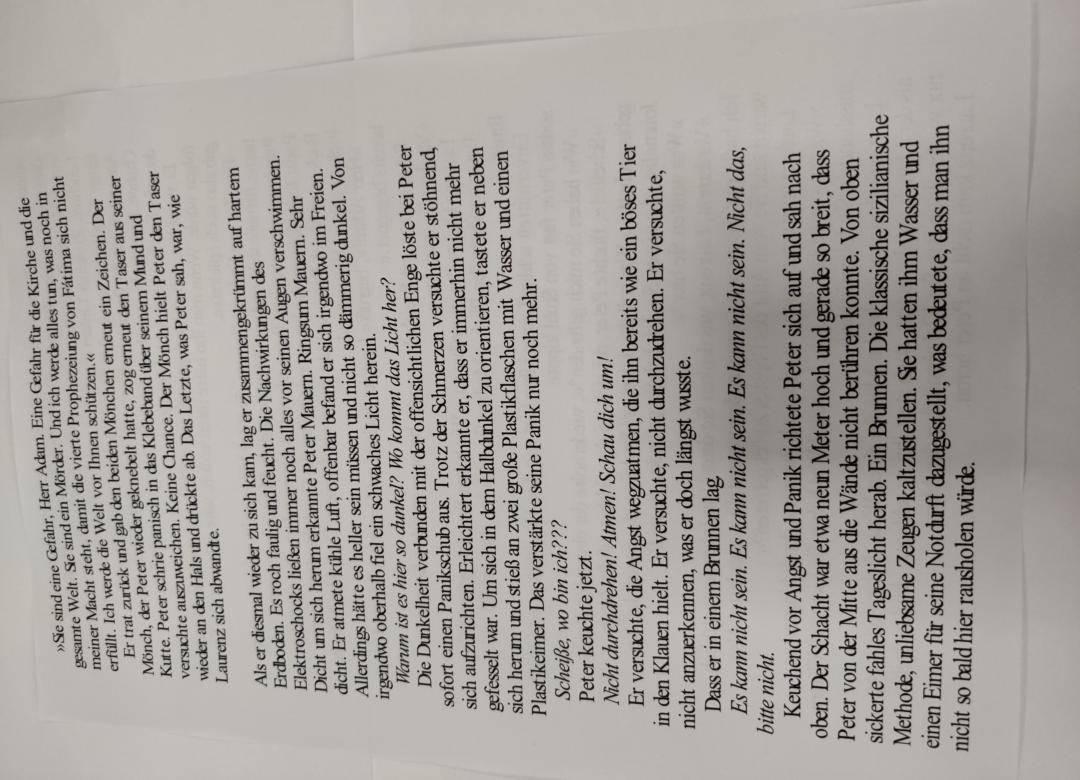 »Sie sind eine Gefahr, Herr Adam. Eine Gefahr für die Kirche und die
gesamte Welt. Sie sind ein Mörder. Und ich werde alles tun, was noch in
meiner Macht steht, damit die vierte Prophezeiung von Fátima sich nicht
erfüllt. Ich werde die Welt vor Ihnen schützen.«
Er trat zurück und gab den beiden Mönchen erneut ein Zeichen. Der
Mönch, der Peter wieder geknebelt hatte, zog erneut den Taser aus seiner
Kutte. Peter schrie panisch in das Klebeband über seinem Mund und
versuchte auszuweichen. Keine Chance. Der Mönch hielt Peter den Taser
wieder an den Hals und drückte ab. Das Letzte, was Peter sah, war, wie
Laurenz sich abwandte.
Als er diesmal wieder zu sich kam, lag er zusammengekrümmt auf hartem
Erdboden. Es roch faulig und feucht. Die Nachwirkungen des
Elektroschocks ließen immer noch alles vor seinen Augen verschwimmen.
Dicht um sich herum erkannte Peter Mauern. Ringsum Mauern. Sehr
dicht. Er atmete kühle Luft, offenbar befand er sich irgendwo im Freien.
Allerdings hätte es heller sein müssen und nicht so dämmerig dunkel. Von
irgendwo oberhalb fiel ein schwaches Licht herein.
Warum ist es hier so dunkel? Wo kommt das Licht her?
Die Dunkelheit verbunden mit der offensichtlichen Enge löste bei Peter
sofort einen Panikschub aus. Trotz der Schmerzen versuchte er stöhnend,
sich aufzurichten. Erleichtert erkannte er, dass er immerhin nicht mehr
gefesselt war. Um sich in dem Halbdunkel zu orientieren, tastete er neben
sich herum und stieß an zwei große Plastikflaschen mit Wasser und einen
Plastikeimer. Das verstärkte seine Panik nur noch mehr.
Scheiße, wo bin ich???
Peter keuchte jetzt.
Nicht durchdrehen! Atmen! Schau dich um!
Er versuchte, die Angst wegzuatmen, die ihn bereits wie ein böses Tier
in den Klauen hielt. Er versuchte, nicht durchzudrehen. Er versuchte,
nicht anzuerkennen, was er doch längst wusste.
Dass er in einem Brunnen lag
Es kann nicht sein. Es kann nicht sein. Es kann nicht sein. Nicht das,
bitte nicht.
Keuchend vor Angst und Panik richtete Peter sich auf und sah nach
oben. Der Schacht war etwa neun Meter hoch und gerade so breit, dass
Peter von der Mitte aus die Wände nicht berühren konnte. Von oben
sickerte fahles Tageslicht herab. Ein Brunnen. Die klassische sizilianische
Methode, unliebsame Zeugen kaltzustellen. Sie hatten ihm Wasser und
einen Eimer für seine Notdurft dazugestellt, was bedeutete, dass man ihn
nicht so bald hier rausholen würde.